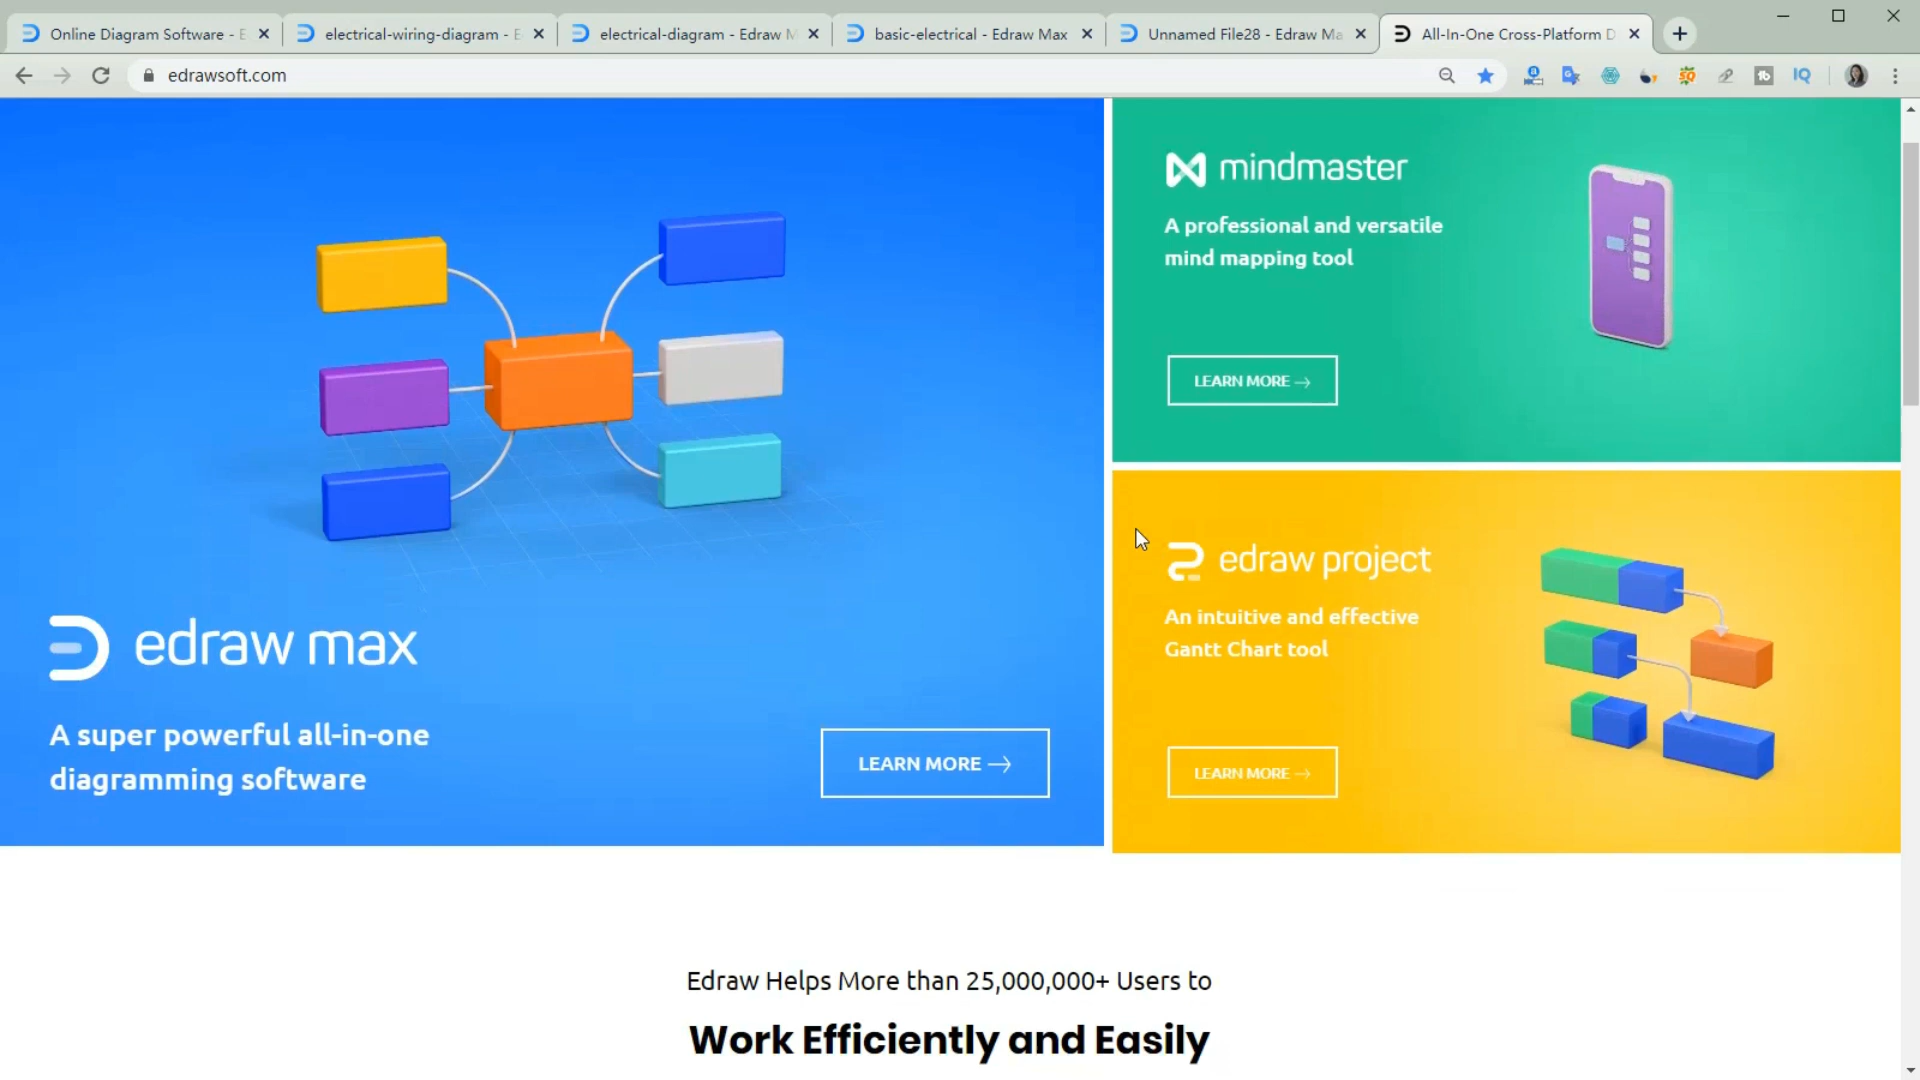 Online Diagram Software - E
electrical-wiring-diagram - E
electrical-diagram - Edraw M
basic-electrical - Edraw Max
Unnamed File28 - Edraw Ma
All-In-One Cross-Platform D
edrawsoft.com
SQ
tb
IQ
mindmaster
A professional and versatile
mind mapping tool
LEARN MORE →
edraw project
An intuitive and effective
Gantt Chart tool
LEARN MORE →
edraw max
A super powerful all-in-one
diagramming software
LEARN MORE →
Edraw Helps More than 25,000,000+ Users to
Work Efficiently and Easily